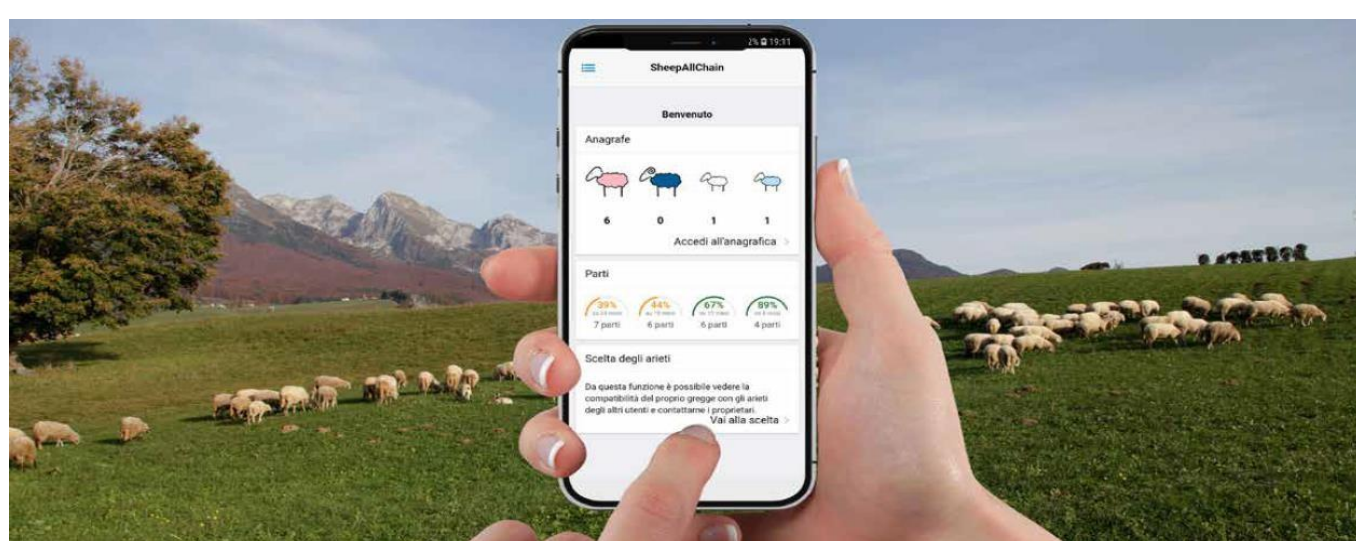 2% 19:11
SheepAllChain
Benvenuto
Anagrafe
6 0 1 1
Accedi all'anagrafica >
Parti
39% 44% 67% 89%
7 parti 6 parti 6 parti 4 parti
Scelta degli arieti
Da questa funzione è possibile vedere la
compatibilità del proprio gregge con gli arieti
degli altri utenti e contattarne i proprietari.
Vai alla scelta >